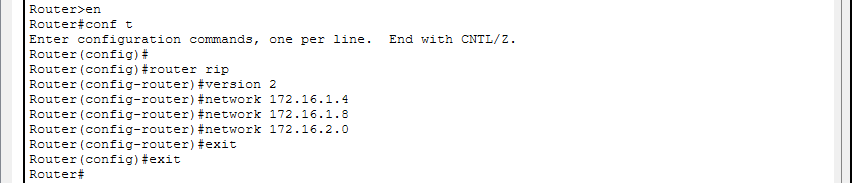 Router>en
Router#conf t
Enter configuration commands, one per line.  End with CNTL/Z.
Router(config)#
Router(config)#router rip
Router(config-router)#version 2
Router(config-router)#network 172.16.1.4
Router(config-router)#network 172.16.1.8
Router(config-router)#network 172.16.2.0
Router(config-router)#exit
Router(config)#exit
Router#